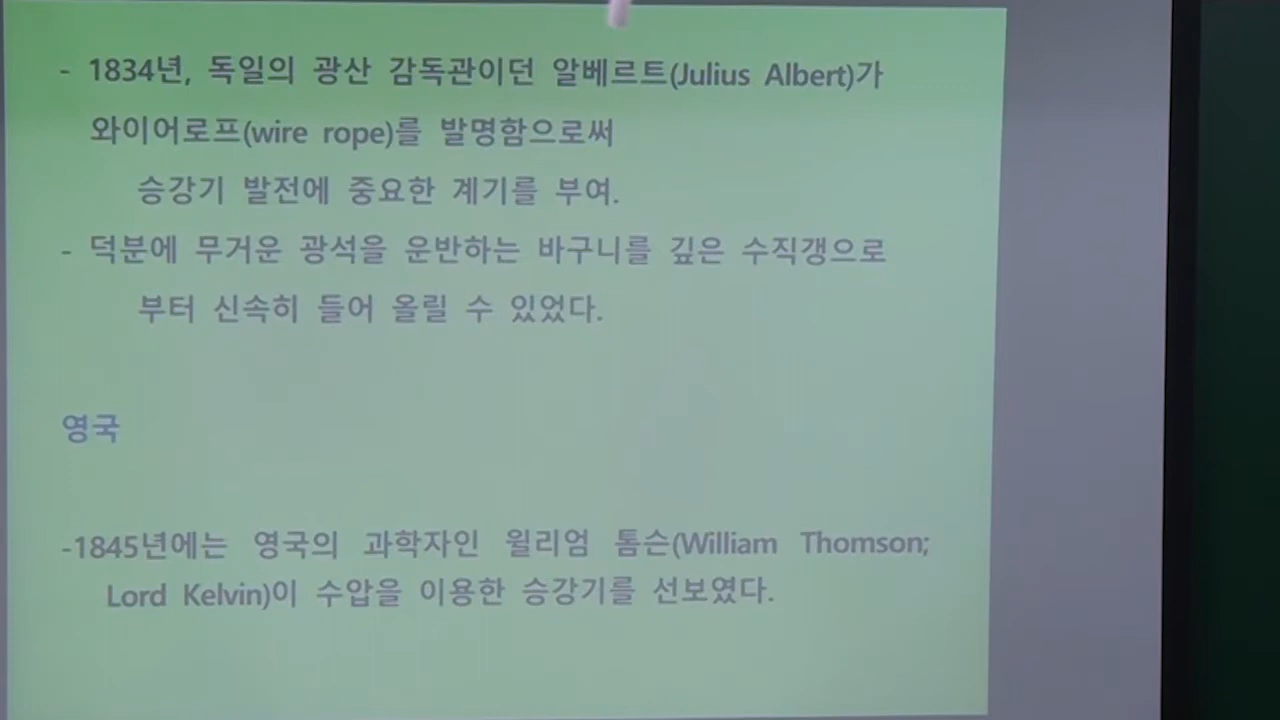 - 1834년, 독일의 광산 감독관이던 알베르트(Julius Albert)가
와이어로프(wire rope)를 발명함으로써
승강기 발전에 중요한 계기를 부여.
- 덕분에 무거운 광석을 운반하는 바구니를 깊은 수직갱으로
부터 신속히 들어 올릴 수 있었다.
영국
-1845년에는 영국의 과학자인 윌리엄 톰슨(William Thomson;
Lord Kelvin)이 수압을 이용한 승강기를 선보였다.